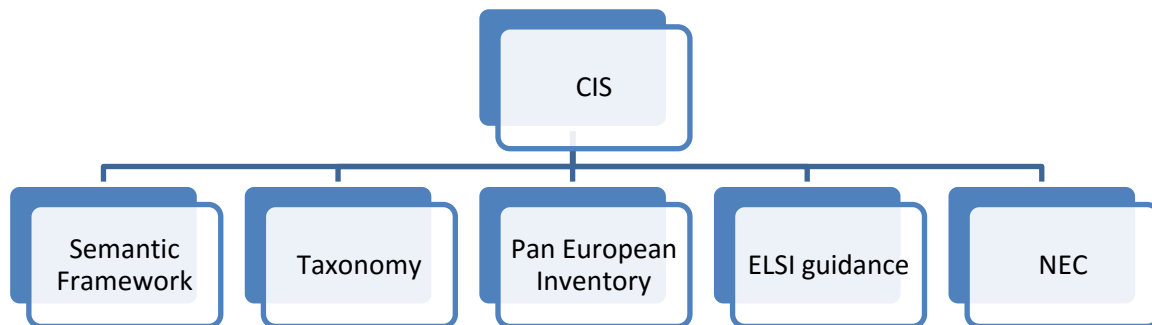 CIS
Semantic
Framework
Taxonomy
Pan European
Inventory
ELSI guidance
NEC